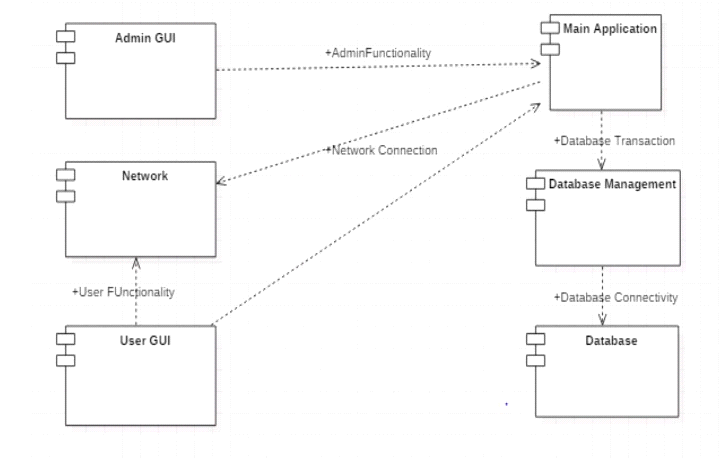 Admin GUI
Main Application
+AdminFunctionality
+Network Connection
+Database Transaction
Network
Database Management
+User FUnctionality
+Database Connectivity
User GUI
Database